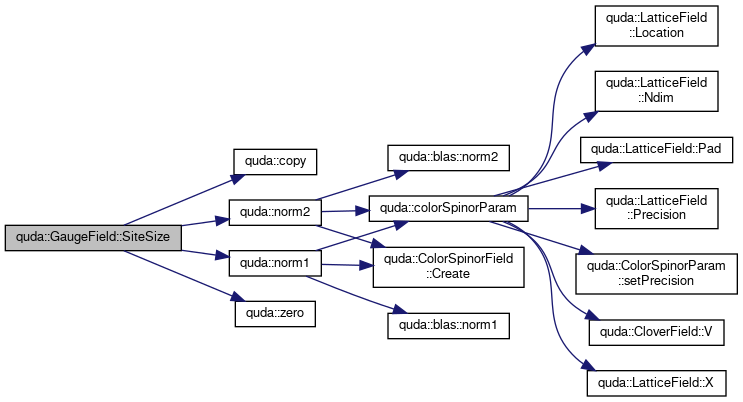 quda::GaugeField::SiteSize
quda::copy
quda::norm2
quda::norm1
quda::zero
quda::blas::norm2
quda::colorSpinorParam
quda::ColorSpinorField
::Create
quda::blas::norm1
quda::LatticeField
::Location
quda::LatticeField
::Ndim
quda::LatticeField::Pad
quda::LatticeField
::Precision
quda::ColorSpinorParam
::setPrecision
quda::CloverField::V
quda::LatticeField::X